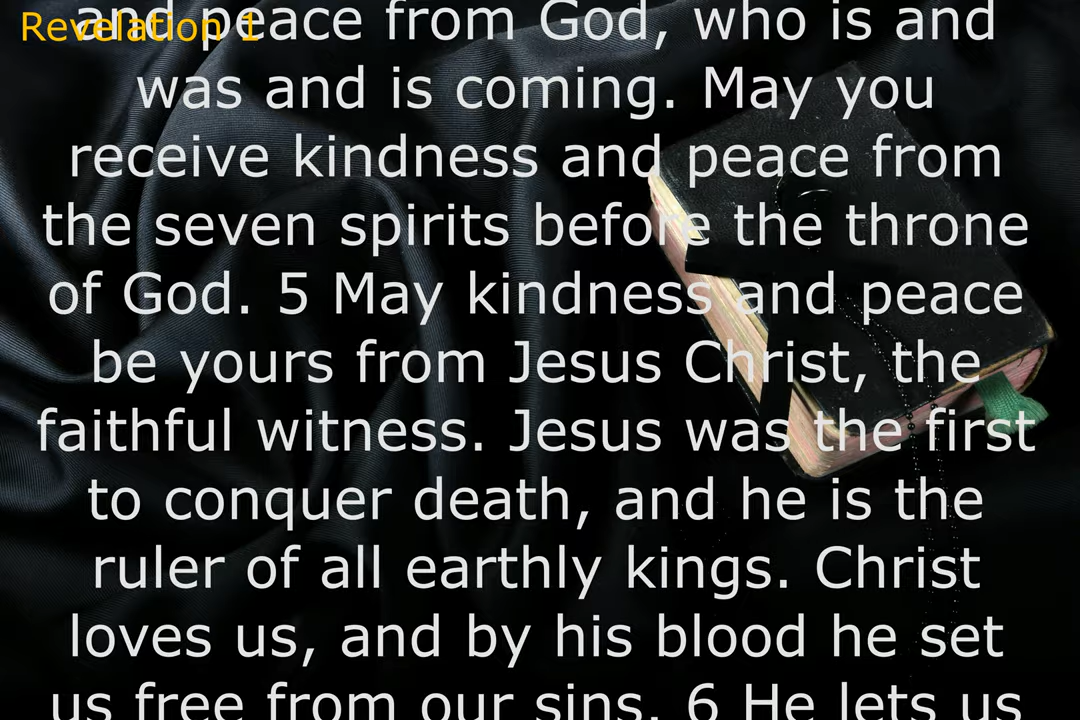 Revelation 1
and peace from God, who is and
was and is coming. May you
receive kindness and peace from
the seven spirits before the throne
of God. 5 May kindness and peace
be yours from Jesus Christ, the
faithful witness. Jesus was the first
to conquer death, and he is the
ruler of all earthly kings. Christ
loves us, and by his blood he set
us free from our sins. 6 He lets us